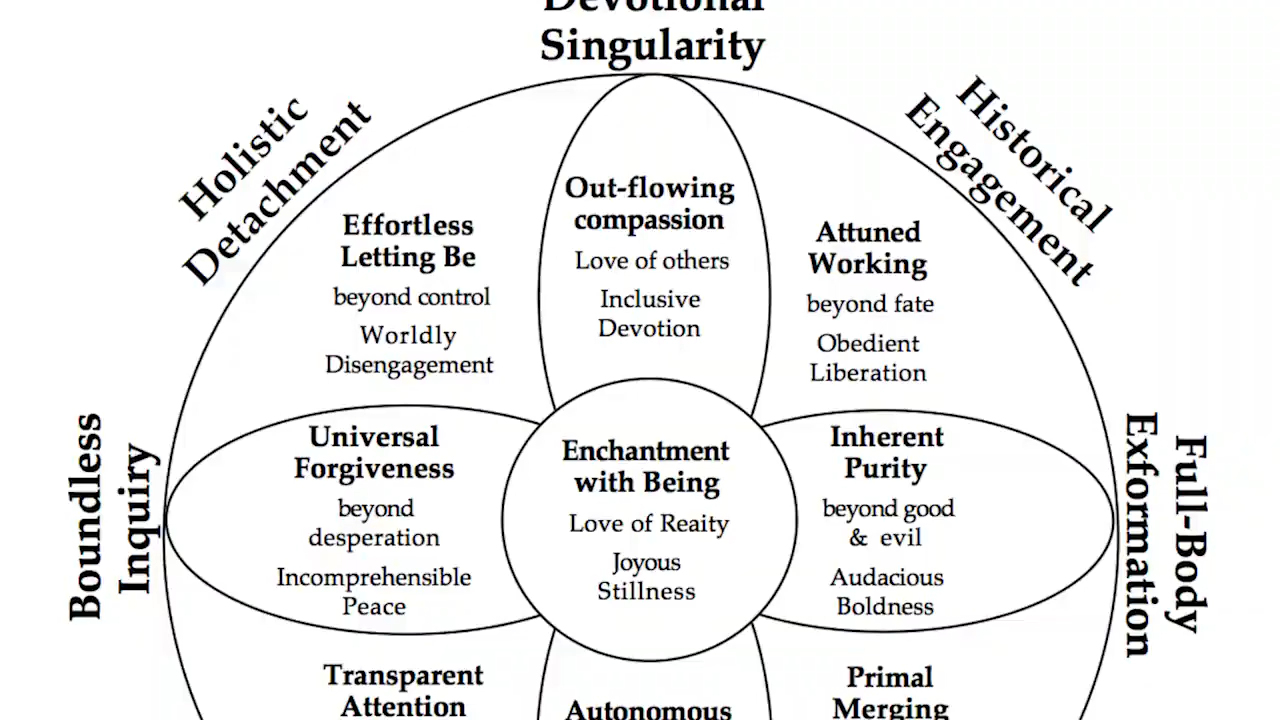 Devotional
Singularity
Holistic
Detachment
Historical
Engagement
Effortless
Letting Be
beyond control
Worldly
Disengagement
Out-flowing
compassion
Love of others
Inclusive
Devotion
Attuned
Working
beyond fate
Obedient
Liberation
Boundless
Inquiry
Universal
Forgiveness
beyond
desperation
Incomprehensible
Peace
Enchantment
with Being
Love of Reaity
Joyous
Stillness
Inherent
Purity
beyond good
& evil
Audacious
Boldness
Full-Body
Exformation
Transparent
Attention
Autonomous
Primal
Merging